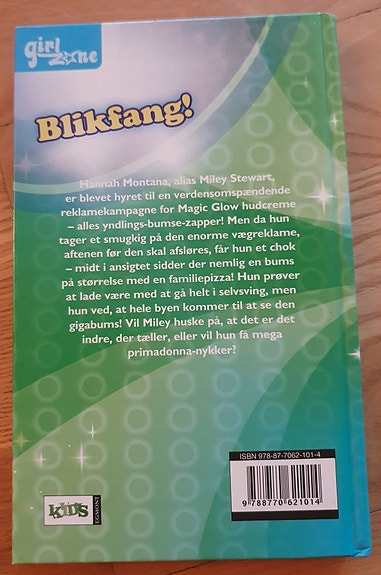 girl
zone
Blikfang!
Hannah Montana, alias Miley Stewart,
er blevet hyret til en verdensomspændende
reklamekampagne for Magic Glow hudcreme
– alles yndlings-bumse-zapper! Men da hun
tager et smugkig på den enorme vægreklame,
aftenen før den skal afsløres, får hun et chok
– midt i ansigtet sidder der nemlig en bums
på størrelse med en familiepizza! Hun prøver
at lade være med at gå helt i selvsving, men
hun ved, at hele byen kommer til at se den
gigabums! Vil Miley huske på, at det er det
indre, der tæller, eller vil hun få mega
primadonna-nykker?
ISBN 978-87-7062-101-4
9 788770 621014
KIDS
EGMONT